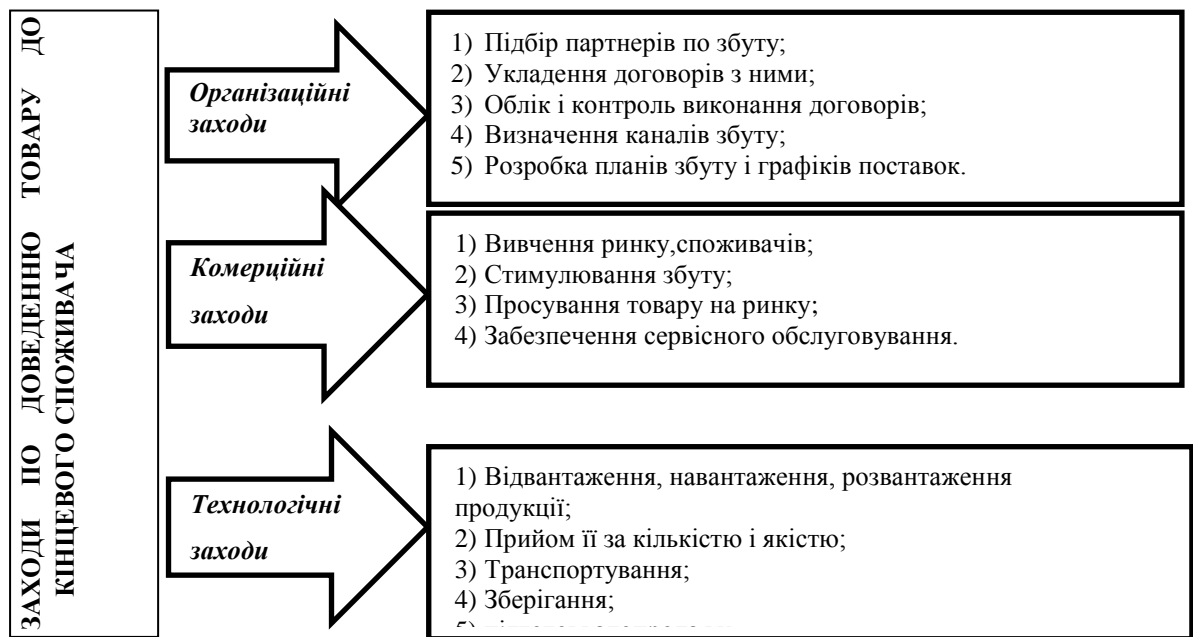 ЗАХОДИ ПО ДОВЕДЕННЮ ТОВАРУ ДО
КІНЦЕВОГО СПОЖИВАЧА
Організаційні
заходи
1) Підбір партнерів по збуту;
2) Укладення договорів з ними;
3) Облік і контроль виконання договорів;
4) Визначення каналів збуту;
5) Розробка планів збуту і графіків поставок.
Комерційні
заходи
1) Вивчення ринку,споживачів;
2) Стимулювання збуту;
3) Просування товару на ринку;
4) Забезпечення сервісного обслуговування.
Технологічні
заходи
1) Відвантаження, навантаження, розвантаження
продукції;
2) Прийом її за кількістю і якістю;
3) Транспортування;
4) Зберігання;
5)